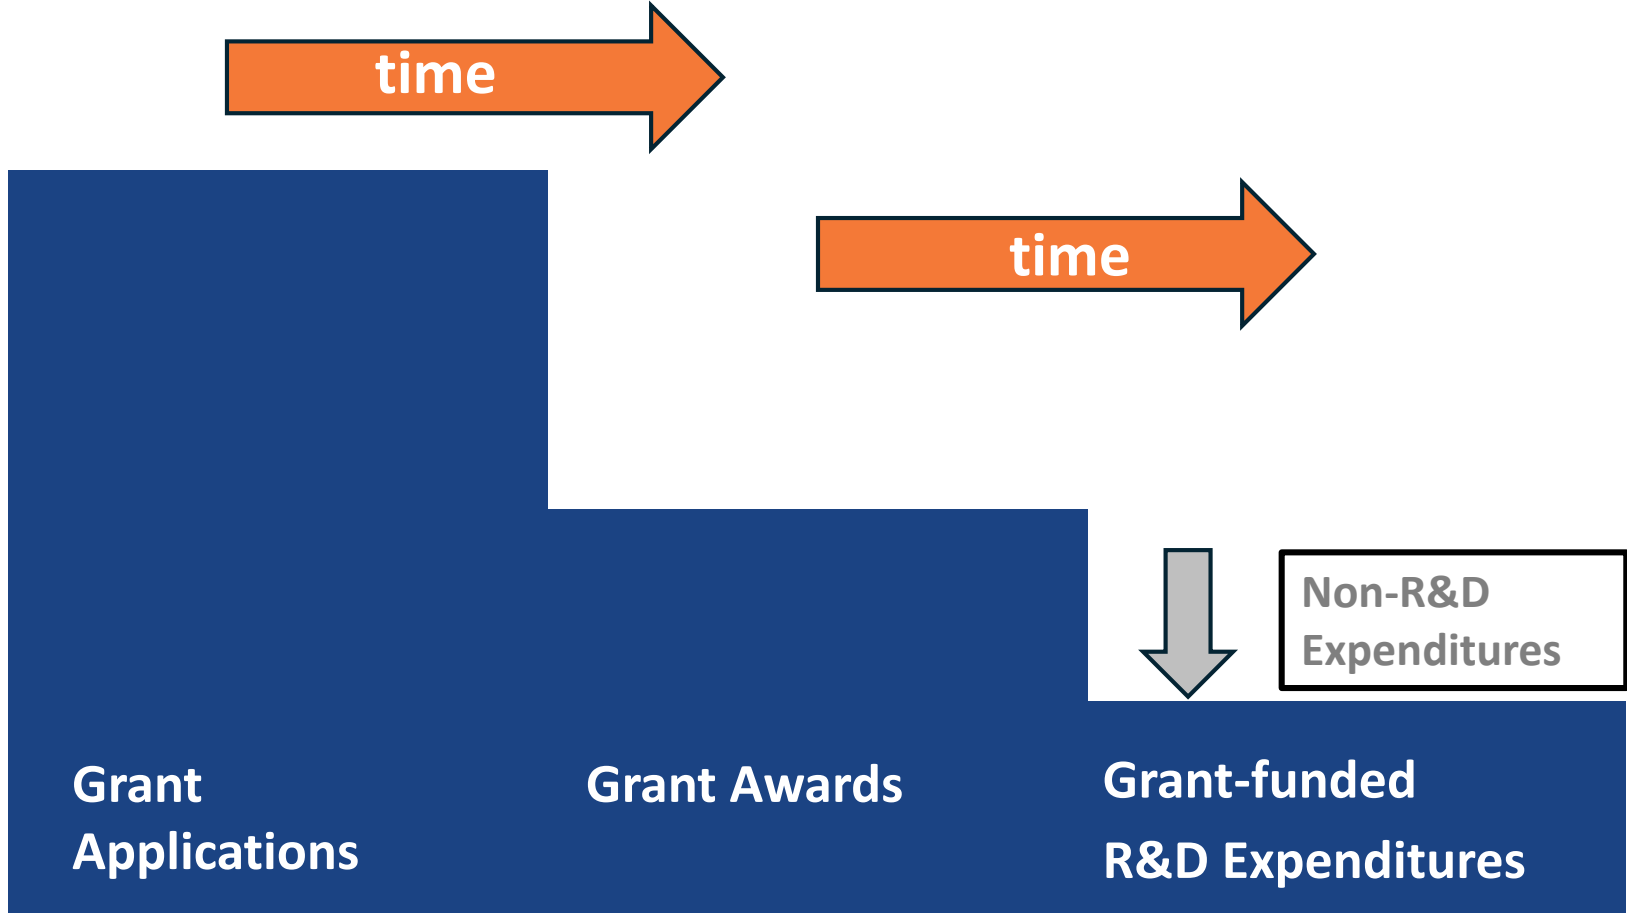 time
time
Non-R&D
Expenditures
Grant
Applications
Grant Awards
Grant-funded
R&D Expenditures